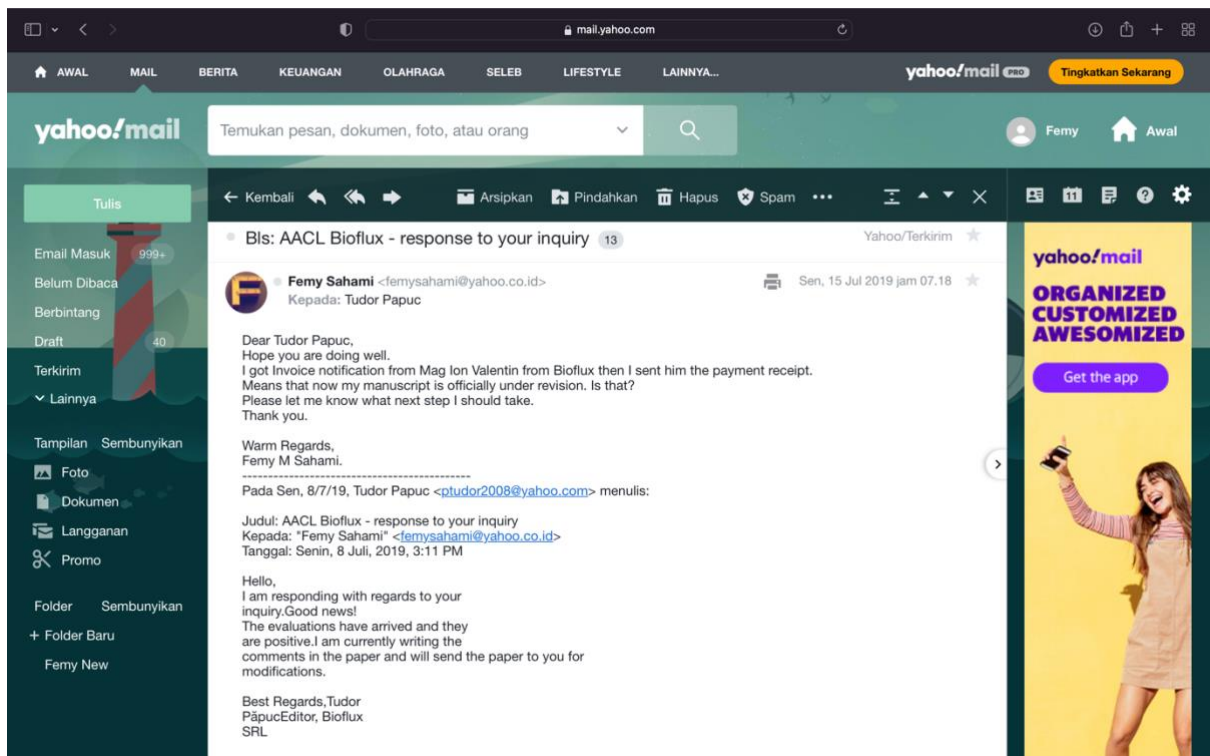 mail.yahoo.com
AWAL MAIL BERITA KEUANGAN OLAHRAGA SELEB LIFESTYLE LAINNYA... yahoo!mail PRO Tingkatkan Sekarang
yahoo!mail Temukan pesan, dokumen, foto, atau orang Femy Awal
Tulis
Email Masuk 999+
Belum Dibaca
Berbintang
Draft 40
Terkirim
Lainnya
Tampilan Sembunyikan
Foto
Dokumen
Langganan
Promo
Folder Sembunyikan
+ Folder Baru
Femy New
Kembali Arsipkan Pindahkan Hapus Spam ••• 11
Bls: AACL Bioflux - response to your inquiry 13 Yahoo/Terkirim
F
Femy Sahami <femysahami@yahoo.co.id> Sen, 15 Jul 2019 jam 07.18
Kepada: Tudor Papuc
Dear Tudor Papuc,
Hope you are doing well.
I got Invoice notification from Mag Ion Valentin from Bioflux then I sent him the payment receipt.
Means that now my manuscript is officially under revision. Is that?
Please let me know what next step I should take.
Thank you.
Warm Regards,
Femy M Sahami.
--------------------------------------------
Pada Sen, 8/7/19, Tudor Papuc <ptudor2008@yahoo.com> menulis:
Judul: AACL Bioflux - response to your inquiry
Kepada: "Femy Sahami" <femysahami@yahoo.co.id>
Tanggal: Senin, 8 Juli, 2019, 3:11 PM
Hello,
I am responding with regards to your
inquiry.Good news!
The evaluations have arrived and they
are positive.I am currently writing the
comments in the paper and will send the paper to you for
modifications.
Best Regards,Tudor
PăpucEditor, Bioflux
SRL
yahoo!mail
ORGANIZED
CUSTOMIZED
AWESOMIZED
Get the app